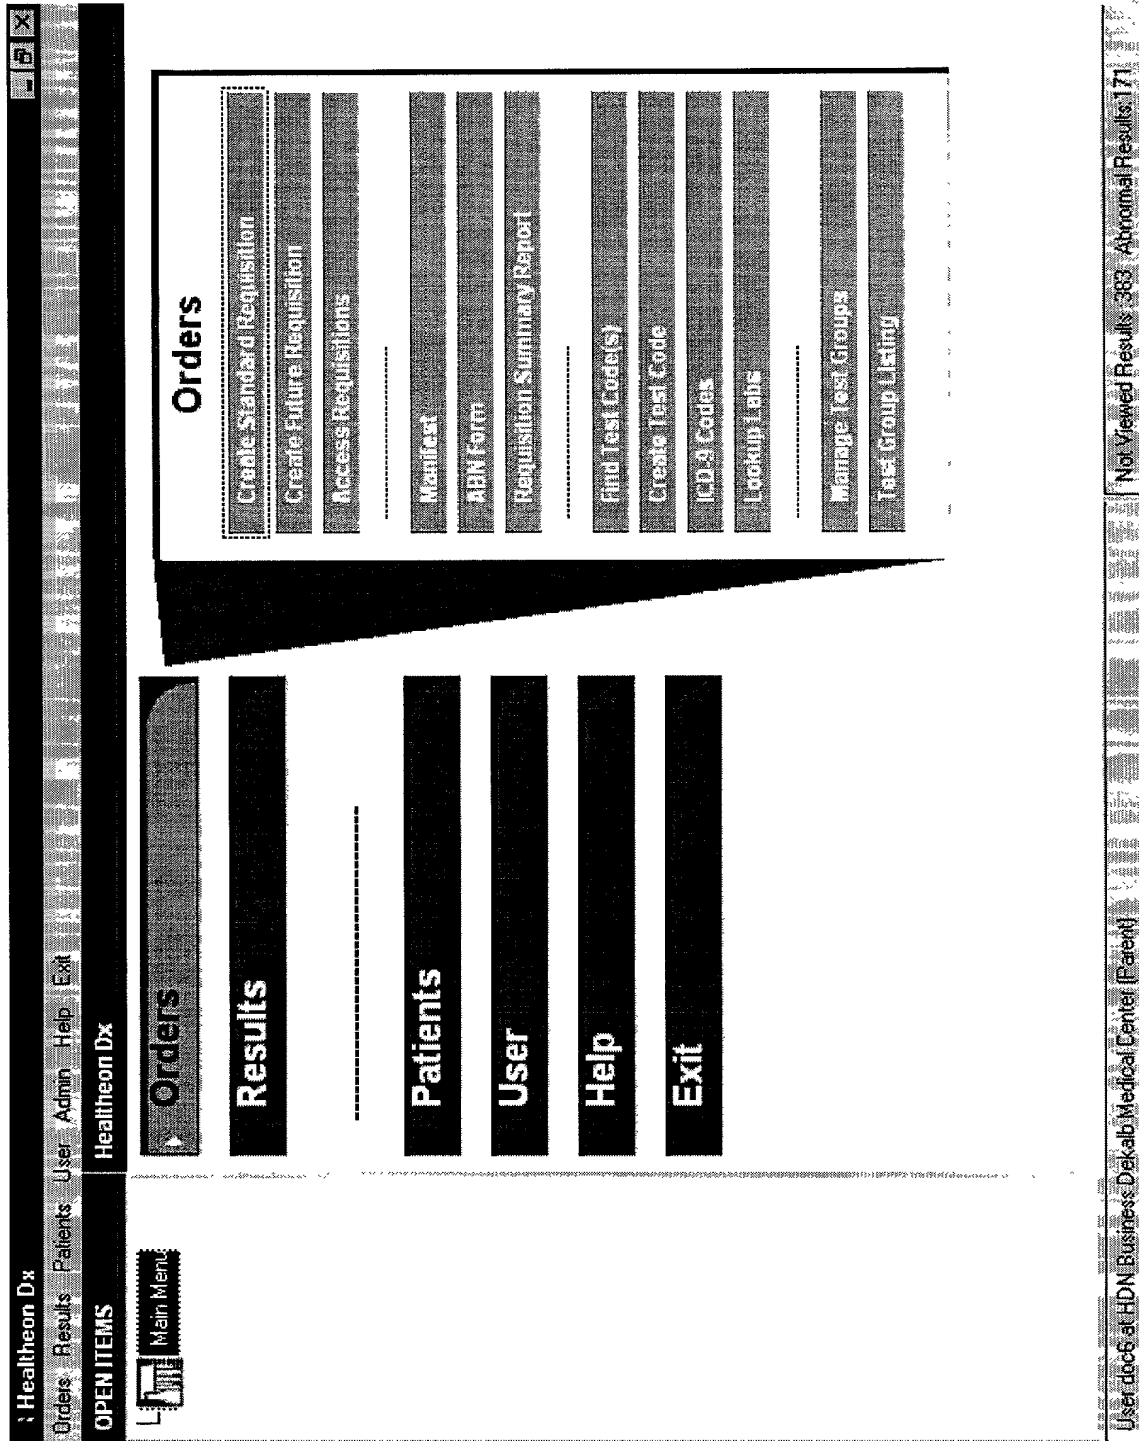 Healtheon Dx
Orders Results Patients User Admin Help Exit
OPEN ITEMS
Healtheon Dx
Main Menu
Orders
Results
Patients
User
Help
Exit
Orders
Create Standard Requisition
Create Future Requisition
Access Requisitions
Manifest
ABN Form
Requisition Summary Report
Find Test Code(s)
Create Test Code
ICD-9 Codes
Lookup Labs
Manage Test Groups
Test Group Listing
User doc6 at HDN Business Dekalb Medical Center (Parent)
Not Viewed Results :383 Abnormal Results:171